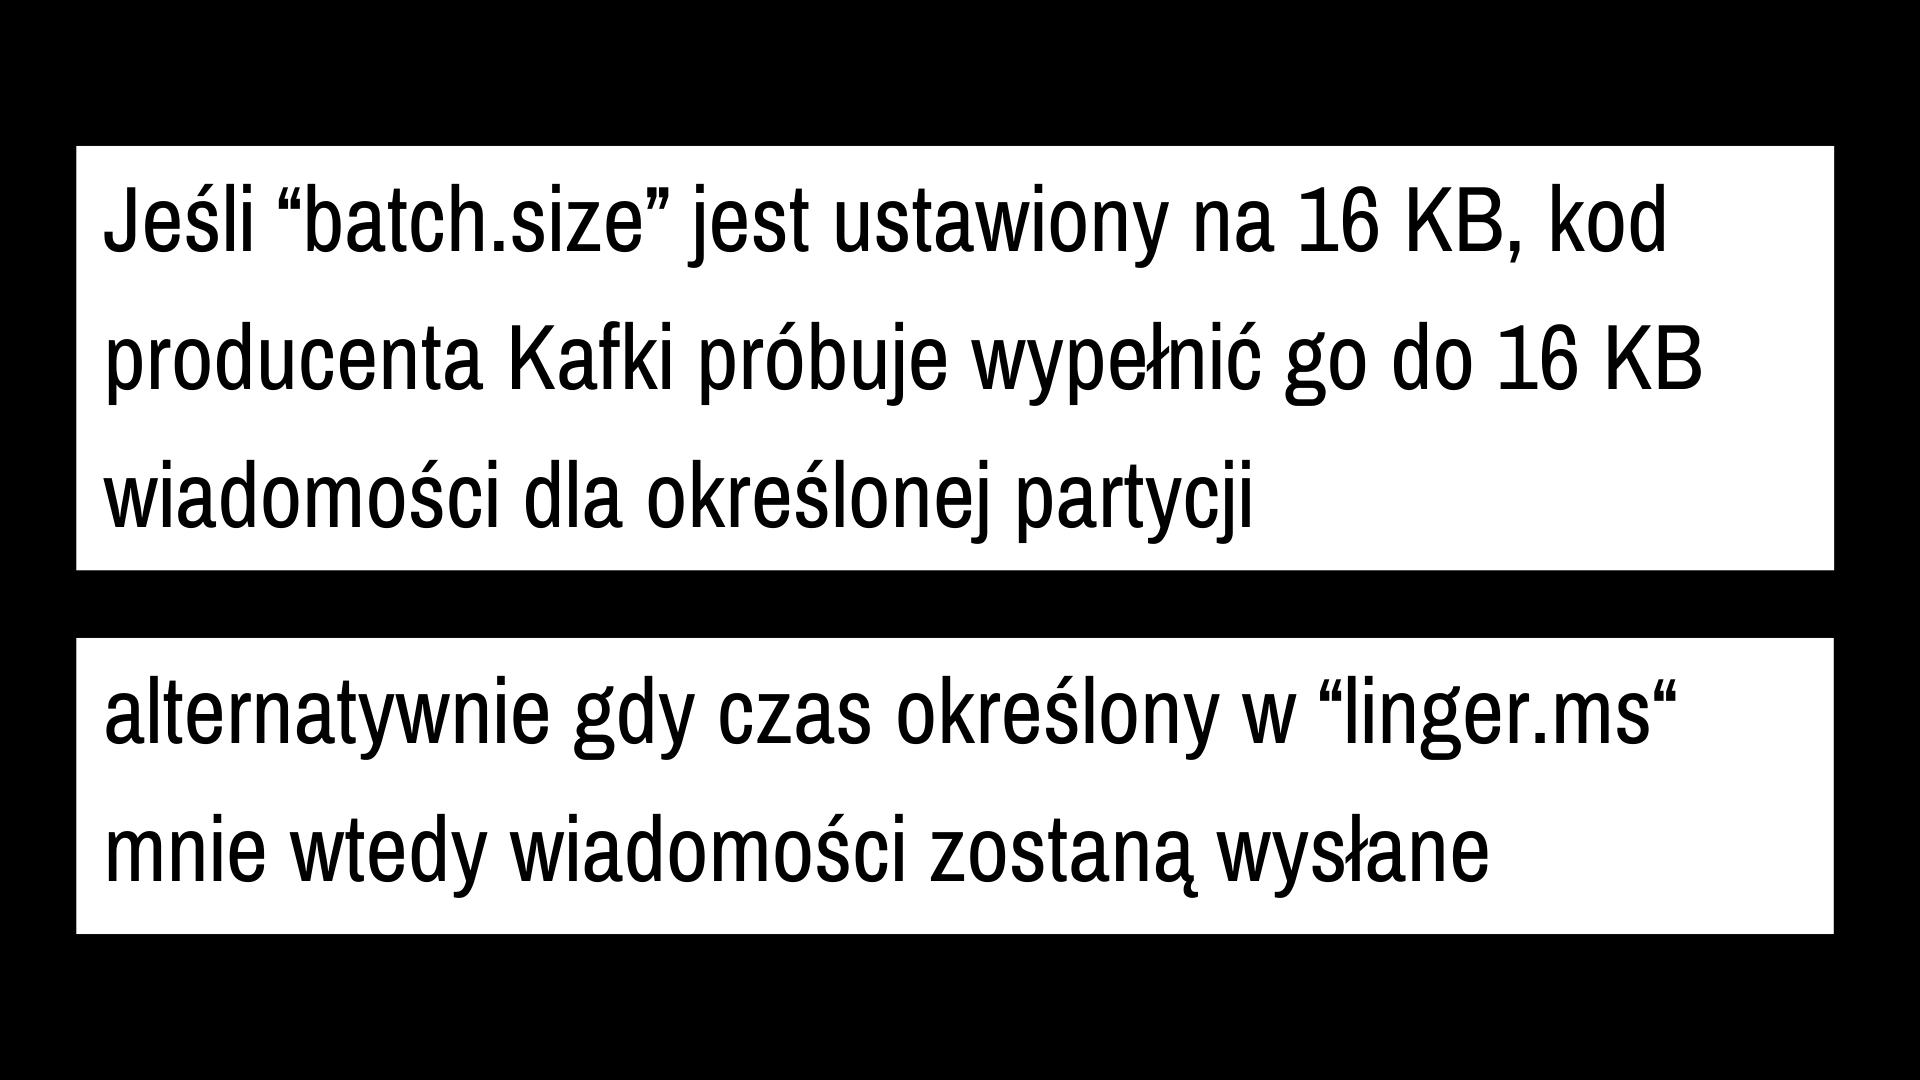 Jeśli “batch.size” jest ustawiony na 16 KB, kod
producenta Kafki próbuje wypełnić go do 16 KB
wiadomości dla określonej partycji
alternatywnie gdy czas określony w “linger.ms“
mnie wtedy wiadomości zostaną wysłane